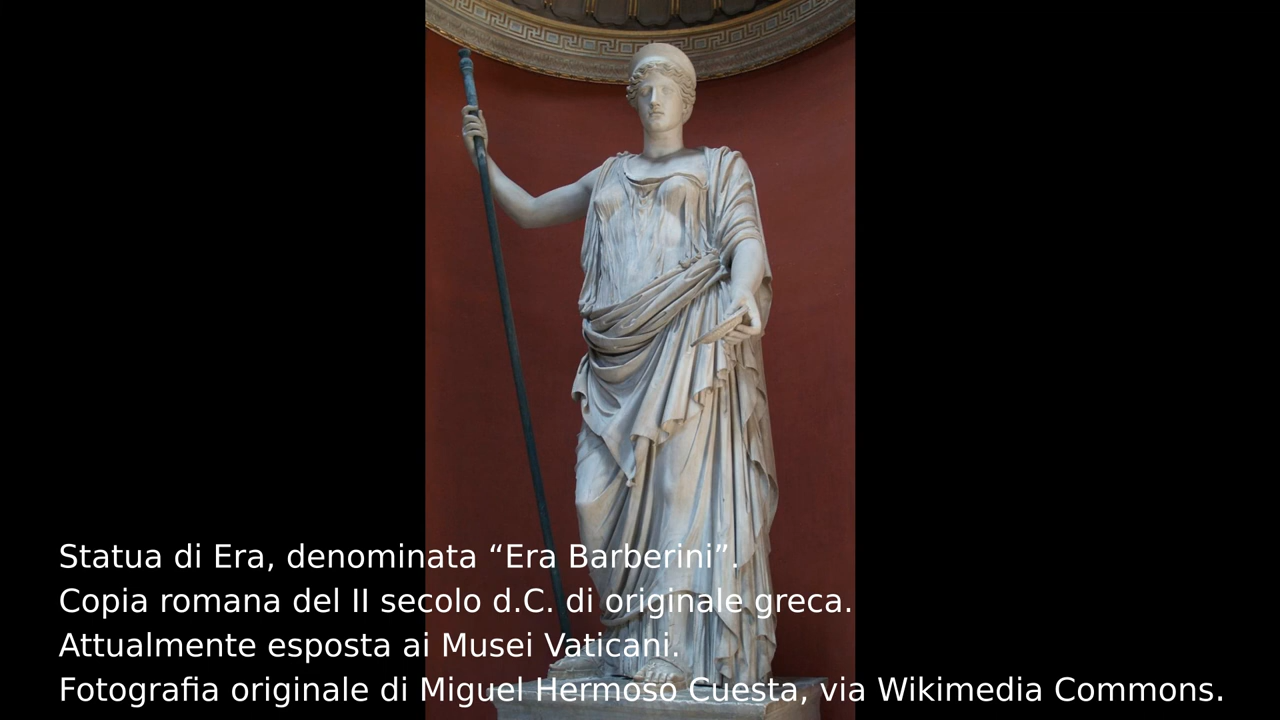 Statua di Era, denominata “Era Barberini”.
Copia romana del II secolo d.C. di originale greca.
Attualmente esposta ai Musei Vaticani.
Fotografia originale di Miguel Hermoso Cuesta, via Wikimedia Commons.